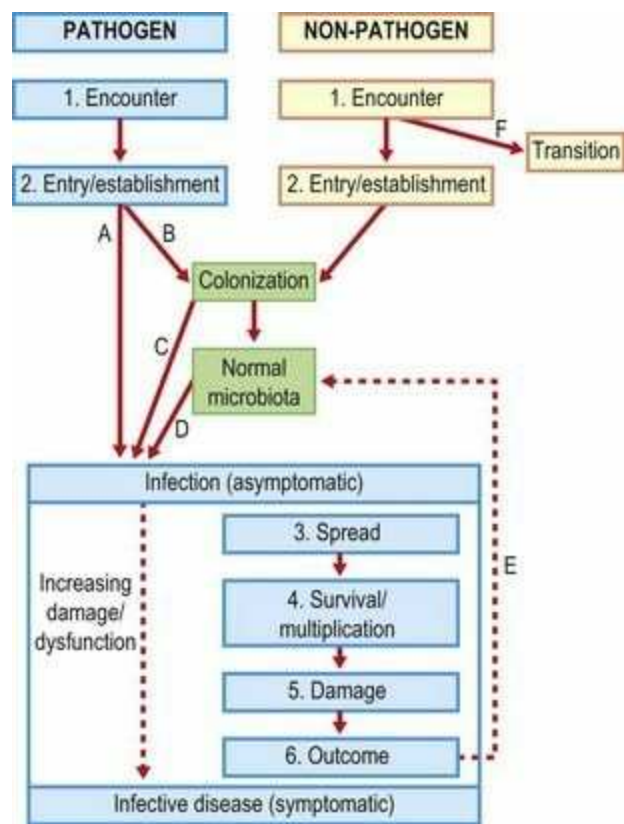 PATHOGEN
NON-PATHOGEN
1. Encounter
1. Encounter
F
Transition
2. Entry/establishment
2. Entry/establishment
A
B
Colonization
C
Normal
microbiota
D
Infection (asymptomatic)
3. Spread
E
Increasing
damage/
dysfunction
4. Survival/
multiplication
5. Damage
6. Outcome
Infective disease (symptomatic)